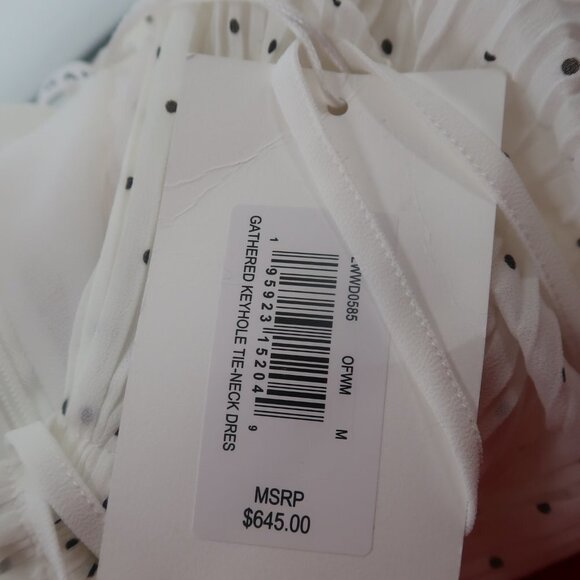 WWD0585 OFWM M
1 95923 15204 9
GATHERED KEYHOLE TIE-NECK DRES
MSRP
$645.00